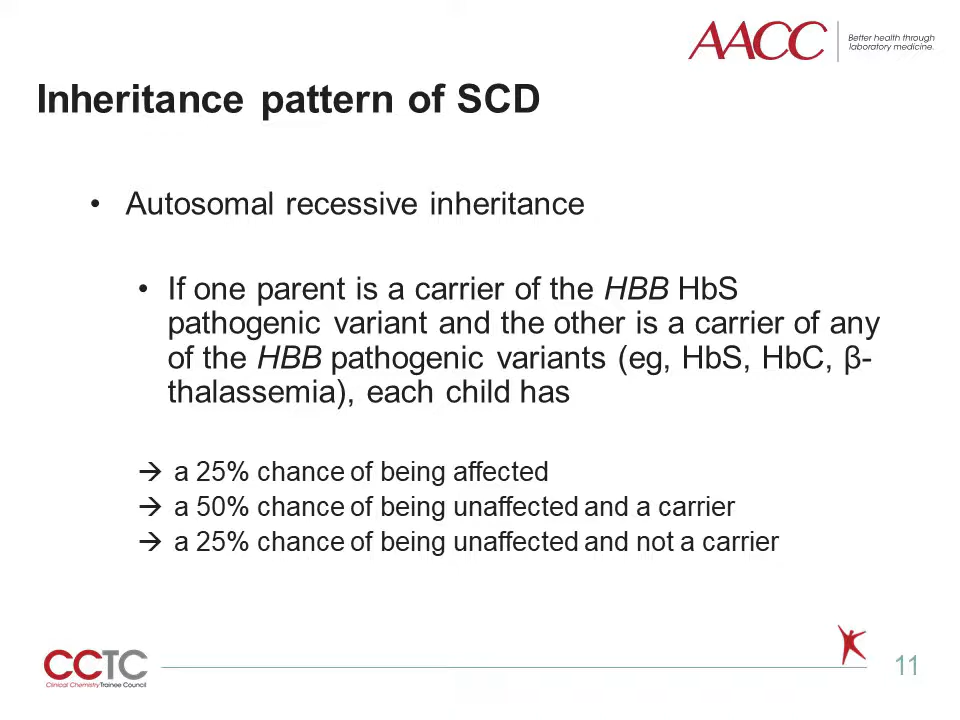 AACC
Better health through
laboratory medicine.
Inheritance pattern of SCD
• Autosomal recessive inheritance
• If one parent is a carrier of the HBB HbS
pathogenic variant and the other is a carrier of any
of the HBB pathogenic variants (eg, HbS, HbC, β-
thalassemia), each child has
→ a 25% chance of being affected
→ a 50% chance of being unaffected and a carrier
→ a 25% chance of being unaffected and not a carrier
CCTC
Clinical Chemistry Trainee Council
11